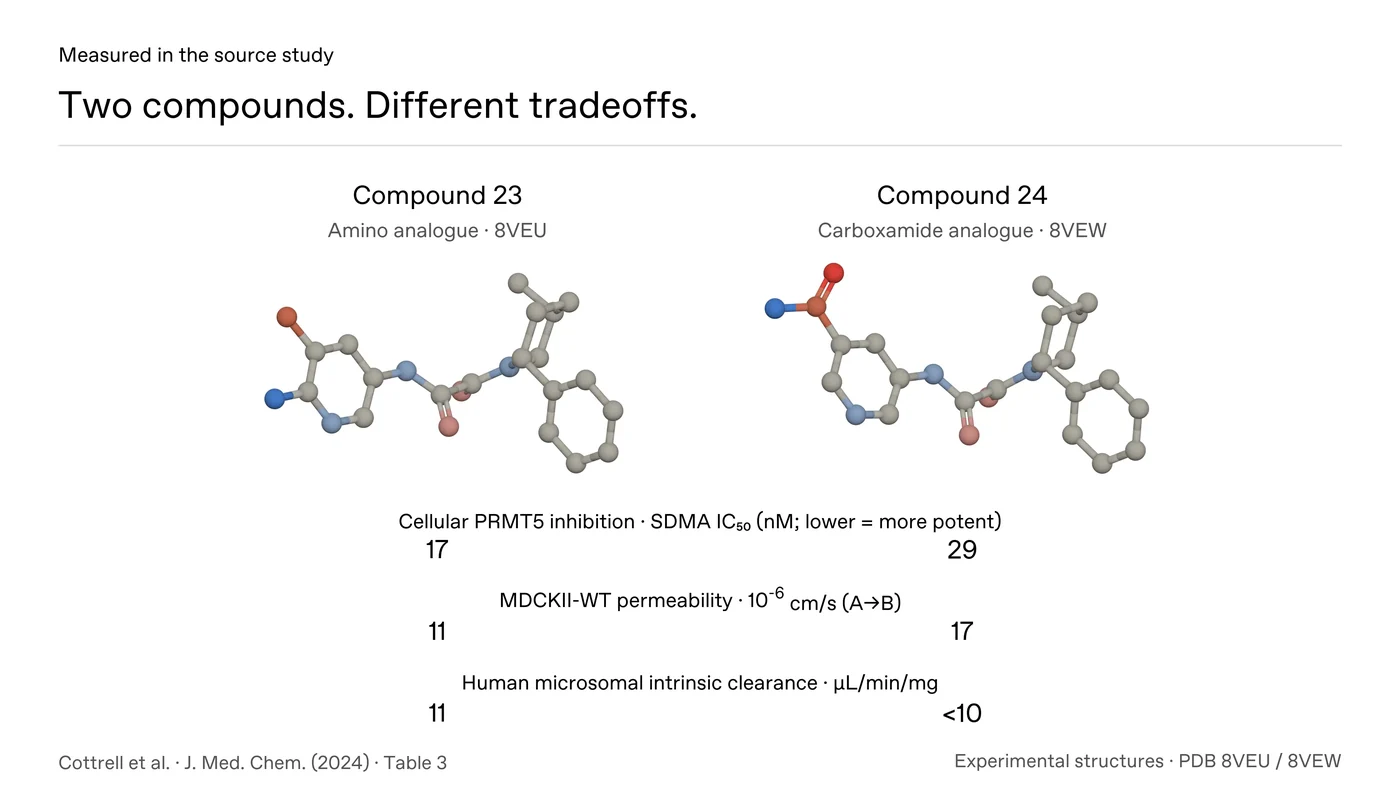 Measured in the source study
Two compounds. Different tradeoffs.
Compound 23
Amino analogue · 8VEU
Compound 24
Carboxamide analogue · 8VEW
Cellular PRMT5 inhibition · SDMA IC₅₀ (nM; lower = more potent)
17 29
MDCKII-WT permeability · 10⁻⁶ cm/s (A→B)
11 17
Human microsomal intrinsic clearance · µL/min/mg
11 <10
Cottrell et al. · J. Med. Chem. (2024) · Table 3
Experimental structures · PDB 8VEU / 8VEW